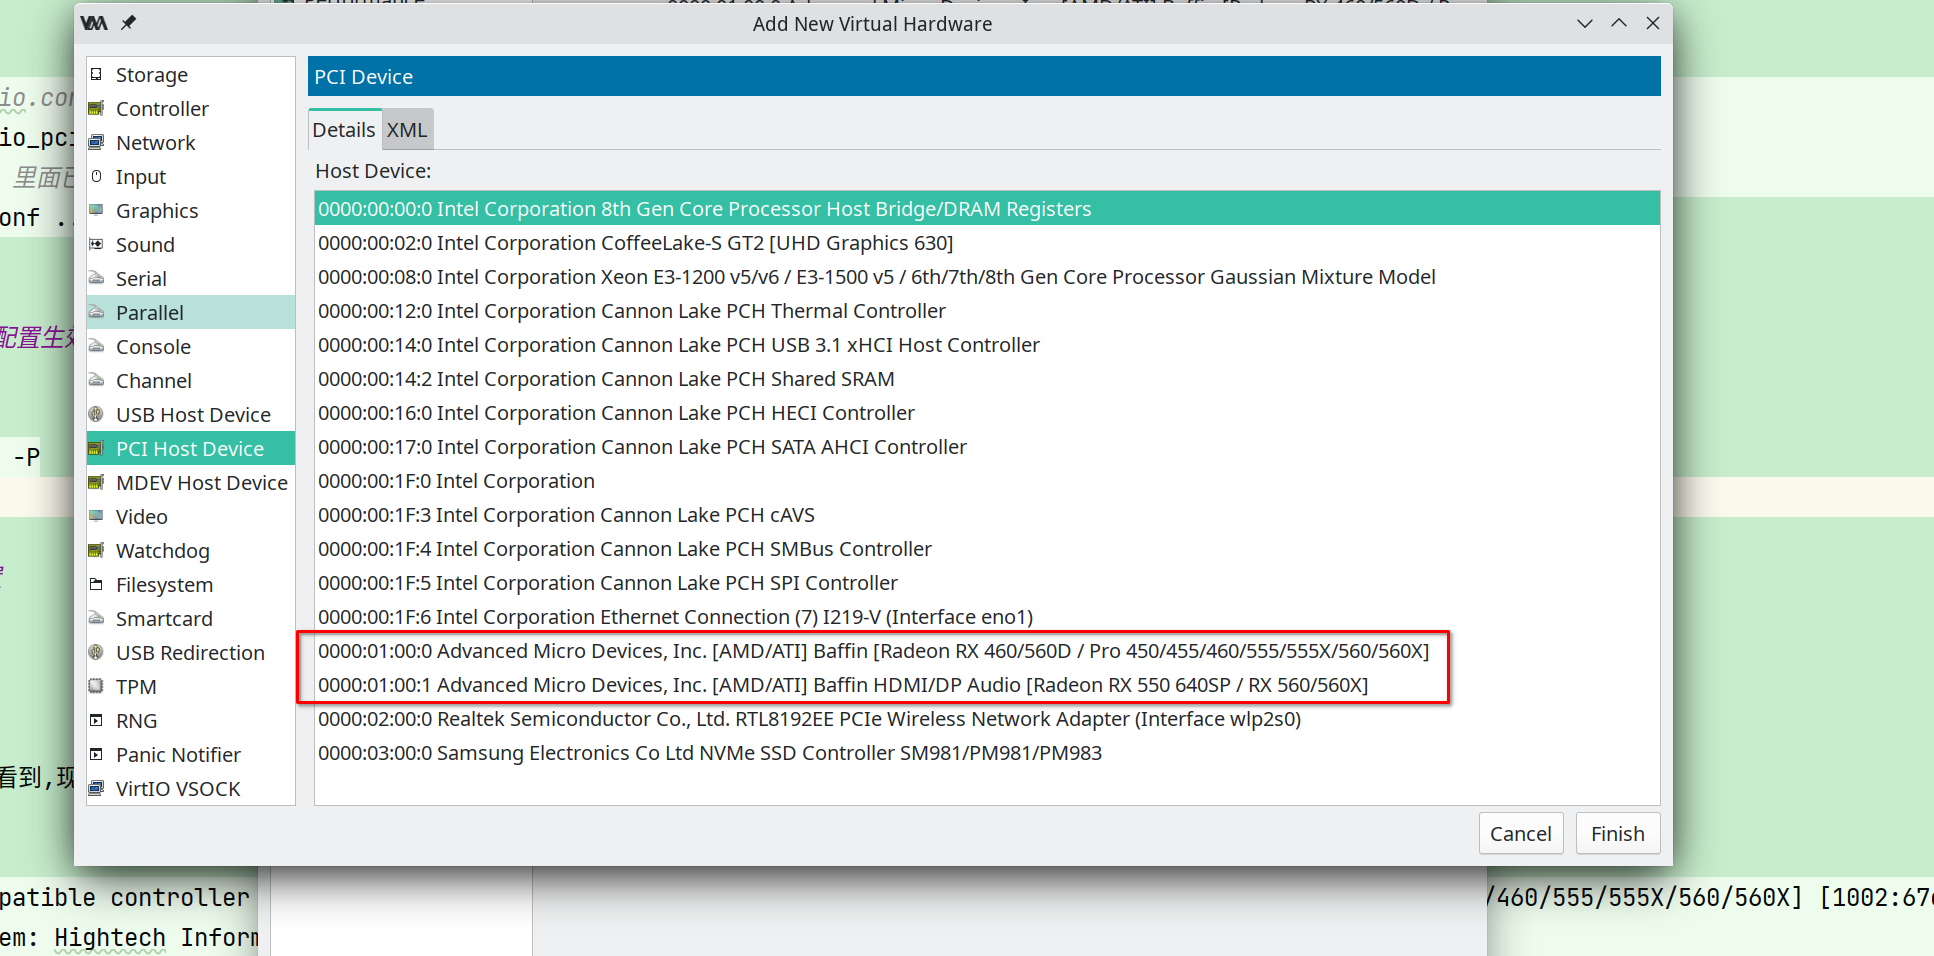 Add New Virtual Hardware
Storage
Controller
Network
Input
Graphics
Sound
Serial
Parallel
Console
Channel
USB Host Device
PCI Host Device
MDEV Host Device
Video
Watchdog
Filesystem
Smartcard
USB Redirection
TPM
RNG
Panic Notifier
VirtIO VSOCK
PCI Device
Details XML
Host Device:
0000:00:00:0 Intel Corporation 8th Gen Core Processor Host Bridge/DRAM Registers
0000:00:02:0 Intel Corporation CoffeeLake-S GT2 [UHD Graphics 630]
0000:00:08:0 Intel Corporation Xeon E3-1200 v5/v6 / E3-1500 v5 / 6th/7th/8th Gen Core Processor Gaussian Mixture Model
0000:00:12:0 Intel Corporation Cannon Lake PCH Thermal Controller
0000:00:14:0 Intel Corporation Cannon Lake PCH USB 3.1 xHCI Host Controller
0000:00:14:2 Intel Corporation Cannon Lake PCH Shared SRAM
0000:00:16:0 Intel Corporation Cannon Lake PCH HECI Controller
0000:00:17:0 Intel Corporation Cannon Lake PCH SATA AHCI Controller
0000:00:1F:0 Intel Corporation
0000:00:1F:3 Intel Corporation Cannon Lake PCH cAVS
0000:00:1F:4 Intel Corporation Cannon Lake PCH SMBus Controller
0000:00:1F:5 Intel Corporation Cannon Lake PCH SPI Controller
0000:00:1F:6 Intel Corporation Ethernet Connection (7) I219-V (Interface eno1)
0000:01:00:0 Advanced Micro Devices, Inc. [AMD/ATI] Baffin [Radeon RX 460/560D / Pro 450/455/460/555/555X/560/560X]
0000:01:00:1 Advanced Micro Devices, Inc. [AMD/ATI] Baffin HDMI/DP Audio [Radeon RX 550 640SP / RX 560/560X]
0000:02:00:0 Realtek Semiconductor Co., Ltd. RTL8192EE PCIe Wireless Network Adapter (Interface wlp2s0)
0000:03:00:0 Samsung Electronics Co Ltd NVMe SSD Controller SM981/PM981/PM983
Cancel Finish
io.con
io_pci
里面已
onf ..
配置生效
-P
看到,现
patible controller
/460/555/555X/560/560X] [1002:67
em: Hightech Inform